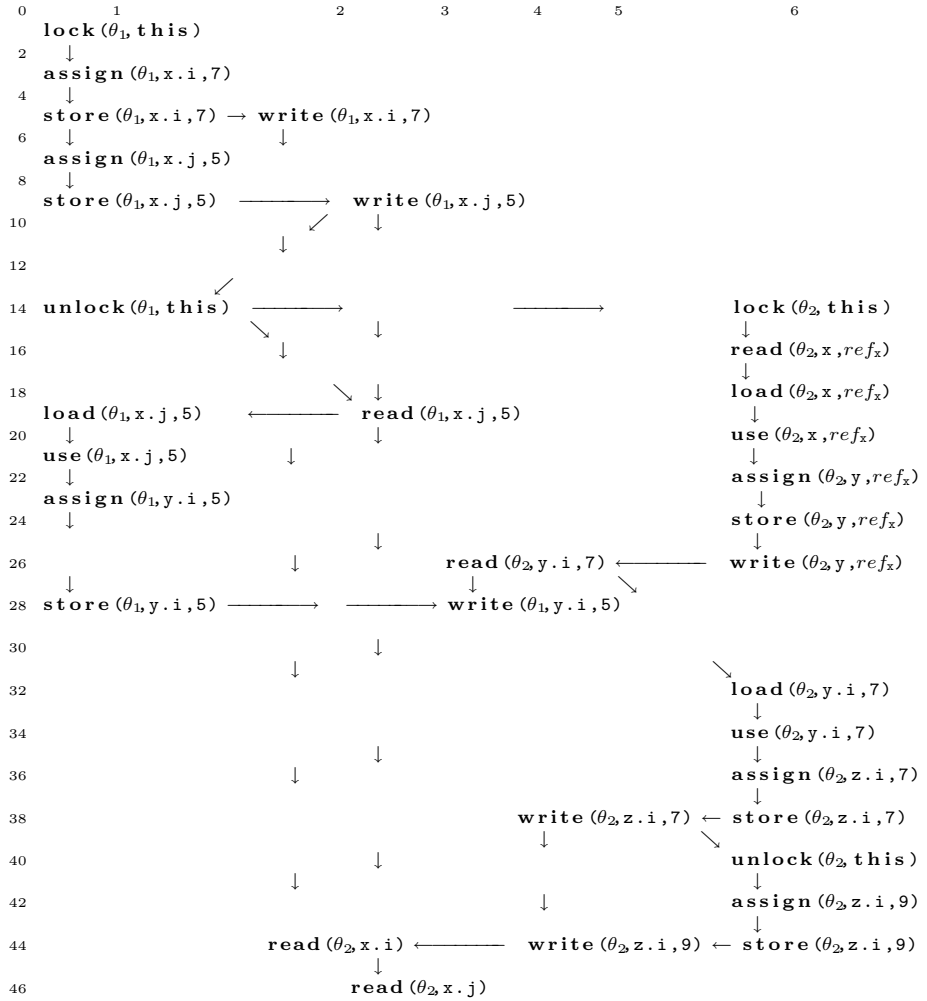 0 1 2 3 4 5 6
lock(θ₁, this)
2 ↓
assign(θ₁,x.i,7)
4 ↓
store(θ₁,x.i,7) → write(θ₁,x.i,7)
6 ↓ ↓
assign(θ₁,x.j,5)
8 ↓
store(θ₁,x.j,5) ⟶ write(θ₁,x.j,5)
10 ↙ ↓
↓
12
↙
14 unlock(θ₁,this) ⟶ ⟶ lock(θ₂,this)
↘ ↓ ↓
16 ↓ read(θ₂,x,refₓ)
↓
18 ↘ ↓ load(θ₂,x,refₓ)
load(θ₁,x.j,5) ⟵ read(θ₁,x.j,5) ↓
20 ↓ ↓ use(θ₂,x,refₓ)
use(θ₁,x.j,5) ↓ ↓
22 ↓ assign(θ₂,y,refₓ)
assign(θ₁,y.i,5) ↓
24 ↓ store(θ₂,y,refₓ)
↓ ↓
26 ↓ read(θ₂,y.i,7) ⟵ write(θ₂,y,refₓ)
↓ ↓ ↘
28 store(θ₁,y.i,5) ⟶ ⟶ write(θ₁,y.i,5)
30 ↓
↓ ↘
32 load(θ₂,y.i,7)
↓
34 use(θ₂,y.i,7)
↓ ↓
36 ↓ assign(θ₂,z.i,7)
↓
38 write(θ₂,z.i,7) ← store(θ₂,z.i,7)
↓ ↘
40 ↓ unlock(θ₂,this)
↓ ↓
42 ↓ assign(θ₂,z.i,9)
↓
44 read(θ₂,x.i) ⟵ write(θ₂,z.i,9) ← store(θ₂,z.i,9)
↓
46 read(θ₂,x.j)